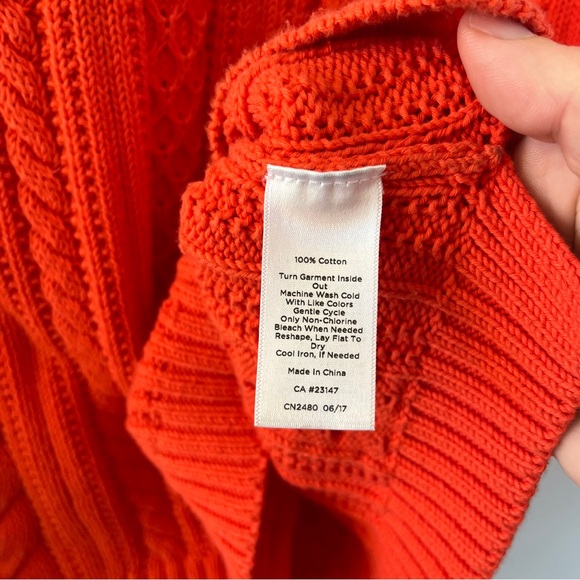 100% Cotton
Turn Garment Inside
Out
Machine Wash Cold
With Like Colors
Gentle Cycle
Only Non-Chlorine
Bleach When Needed
Reshape, Lay Flat To
Dry
Cool Iron, If Needed
Made In China
CA #23147
CN2480 06/17